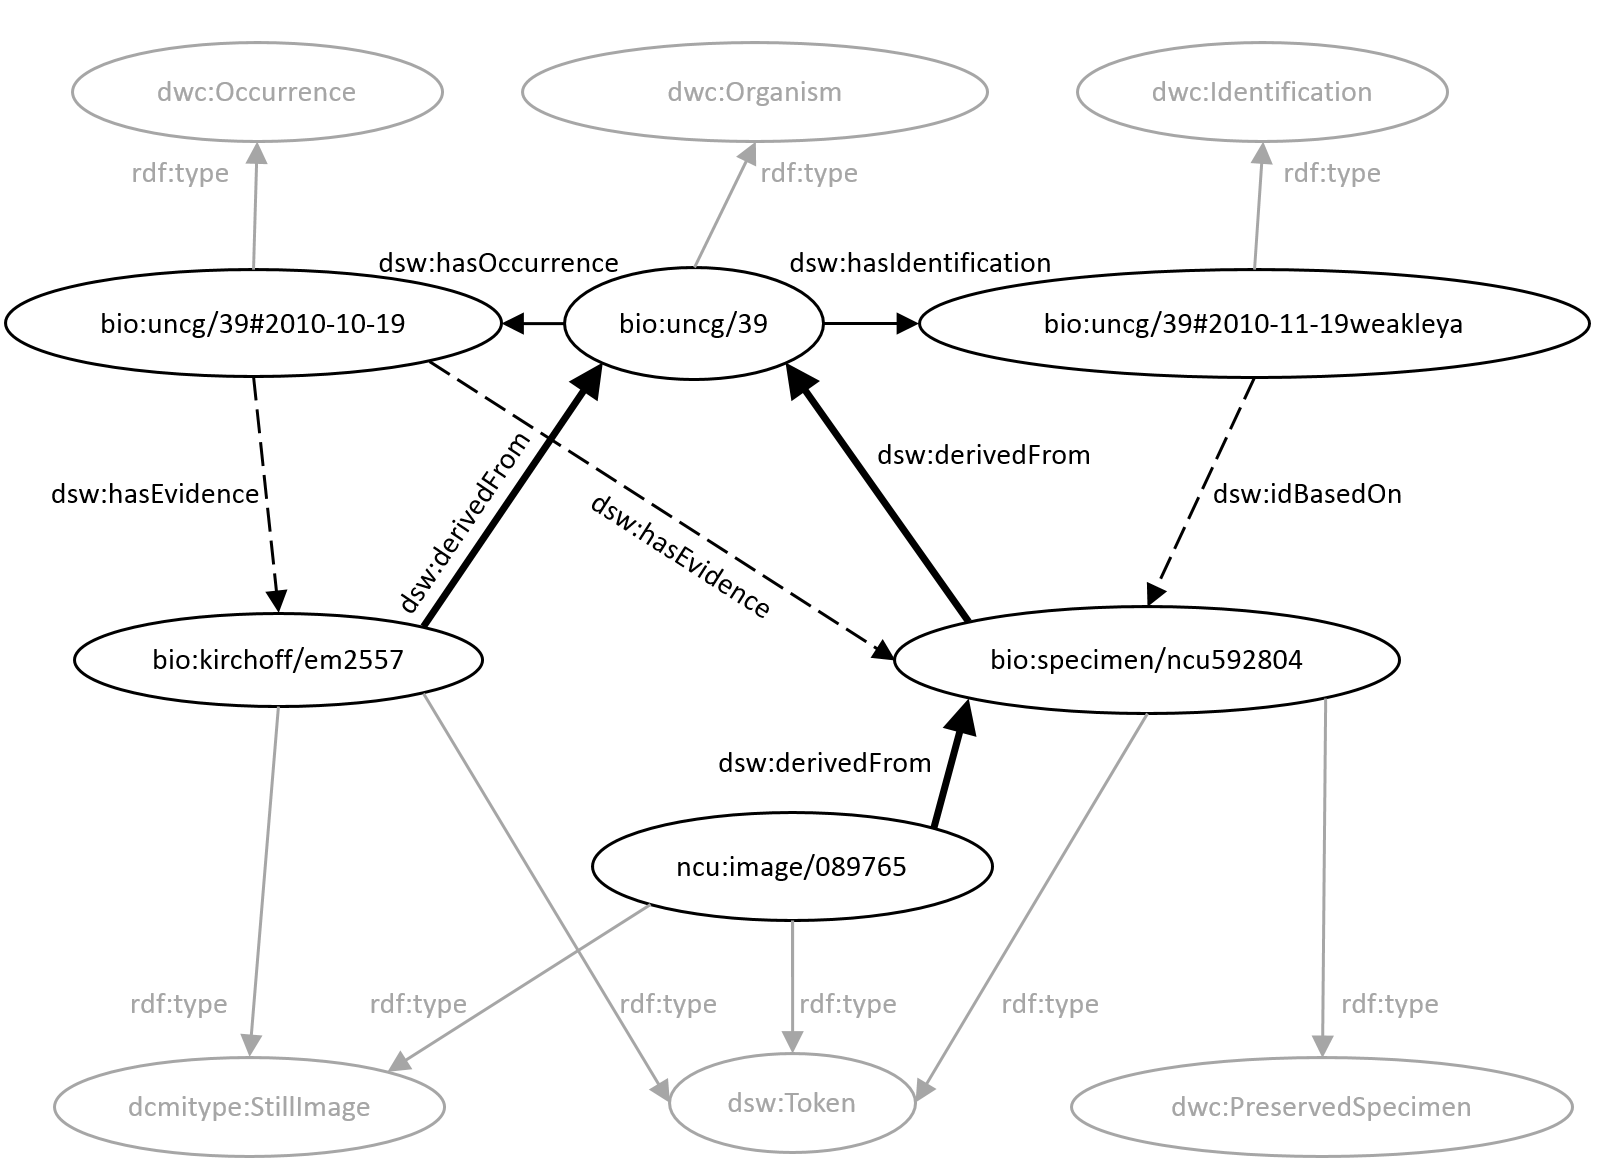 dwc:Occurrence
dwc:Organism
dwc:Identification
rdf:type
rdf:type
rdf:type
dsw:hasOccurrence
dsw:hasIdentification
bio:uncg/39#2010-10-19
bio:uncg/39
bio:uncg/39#2010-11-19weakleya
dsw:derivedFrom
dsw:hasEvidence
dsw:derivedFrom
dsw:hasEvidence
dsw:idBasedOn
bio:kirchoff/em2557
bio:specimen/ncu592804
dsw:derivedFrom
ncu:image/089765
rdf:type
rdf:type
rdf:type
rdf:type
rdf:type
rdf:type
dcmitype:StillImage
dsw:Token
dwc:PreservedSpecimen